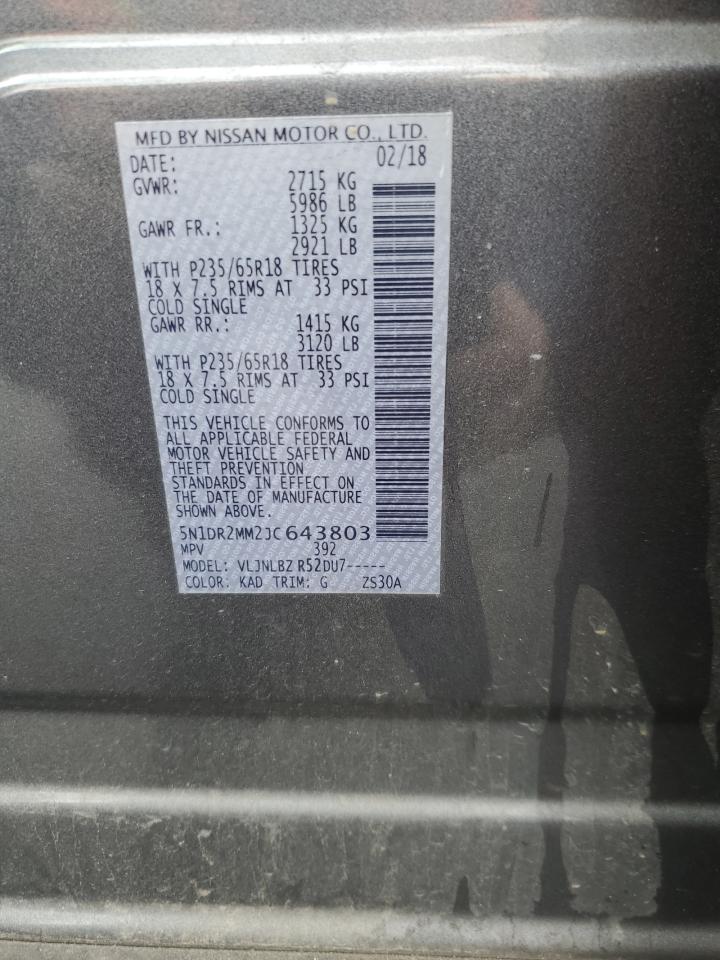 MFD BY NISSAN MOTOR CO., LTD.
DATE: 02/18
GVWR: 2715 KG
5986 LB
GAWR FR.: 1325 KG
2921 LB
WITH P235/65R18 TIRES
18 X 7.5 RIMS AT 33 PSI
COLD SINGLE
GAWR RR.: 1415 KG
3120 LB
WITH P235/65R18 TIRES
18 X 7.5 RIMS AT 33 PSI
COLD SINGLE
THIS VEHICLE CONFORMS TO
ALL APPLICABLE FEDERAL
MOTOR VEHICLE SAFETY AND
THEFT PREVENTION
STANDARDS IN EFFECT ON
THE DATE OF MANUFACTURE
SHOWN ABOVE.
5N1DR2MM2JC643803
MPV 392
MODEL: VLJNLBZ R52DU7-----
COLOR: KAD TRIM: G ZS30A